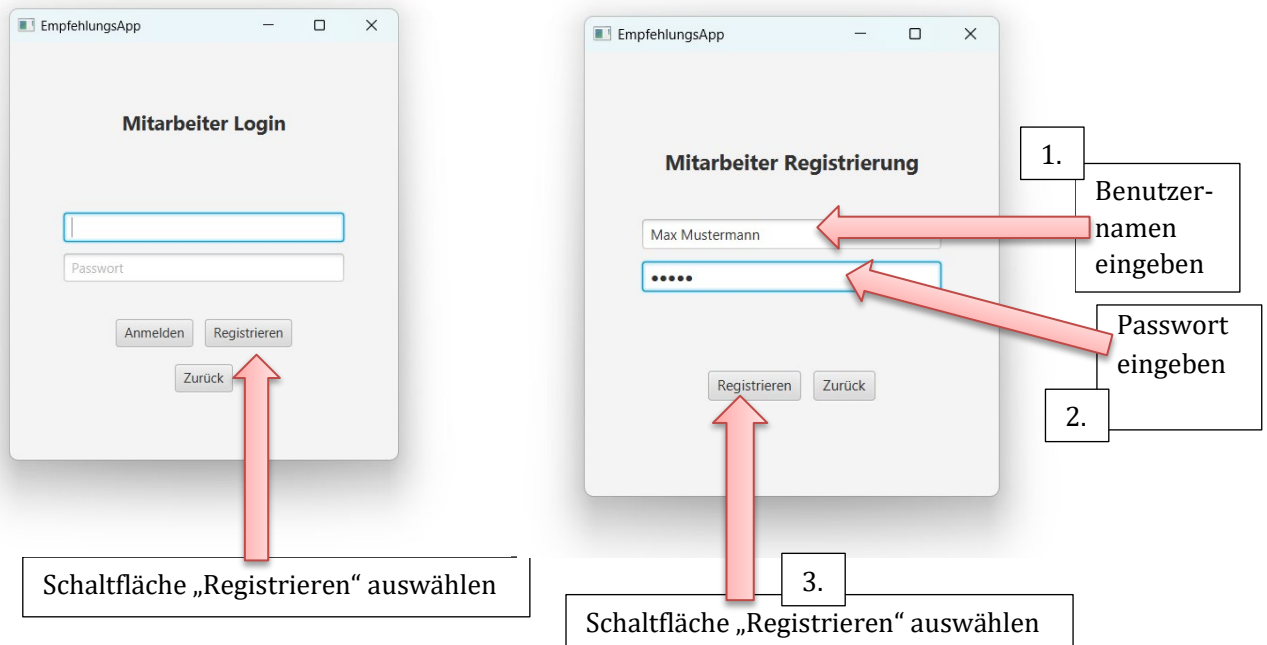 EmpfehlungsApp
Mitarbeiter Login
Passwort
Anmelden Registrieren
Zurück
Schaltfläche „Registrieren“ auswählen
EmpfehlungsApp
Mitarbeiter Registrierung
Max Mustermann
•••••
Registrieren Zurück
1.
Benutzer-
namen
eingeben
Passwort
eingeben
2.
3.
Schaltfläche „Registrieren“ auswählen